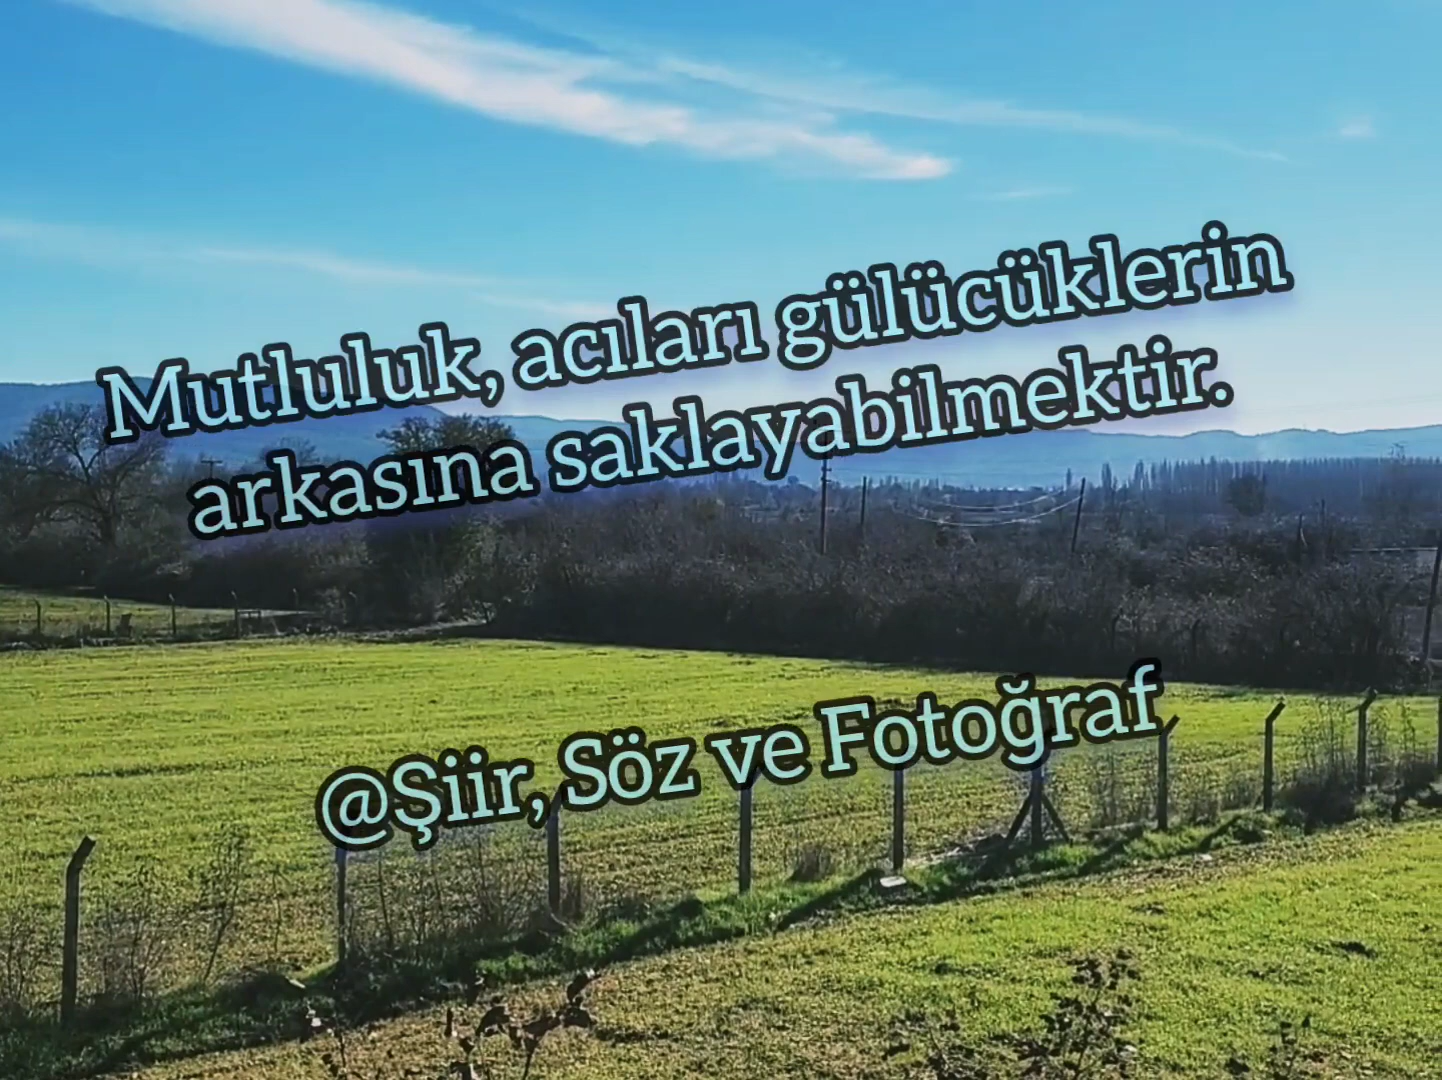 Mutluluk, acıları gülücüklerin
arkasına saklayabilmektir.
@Şiir, Söz ve Fotoğraf